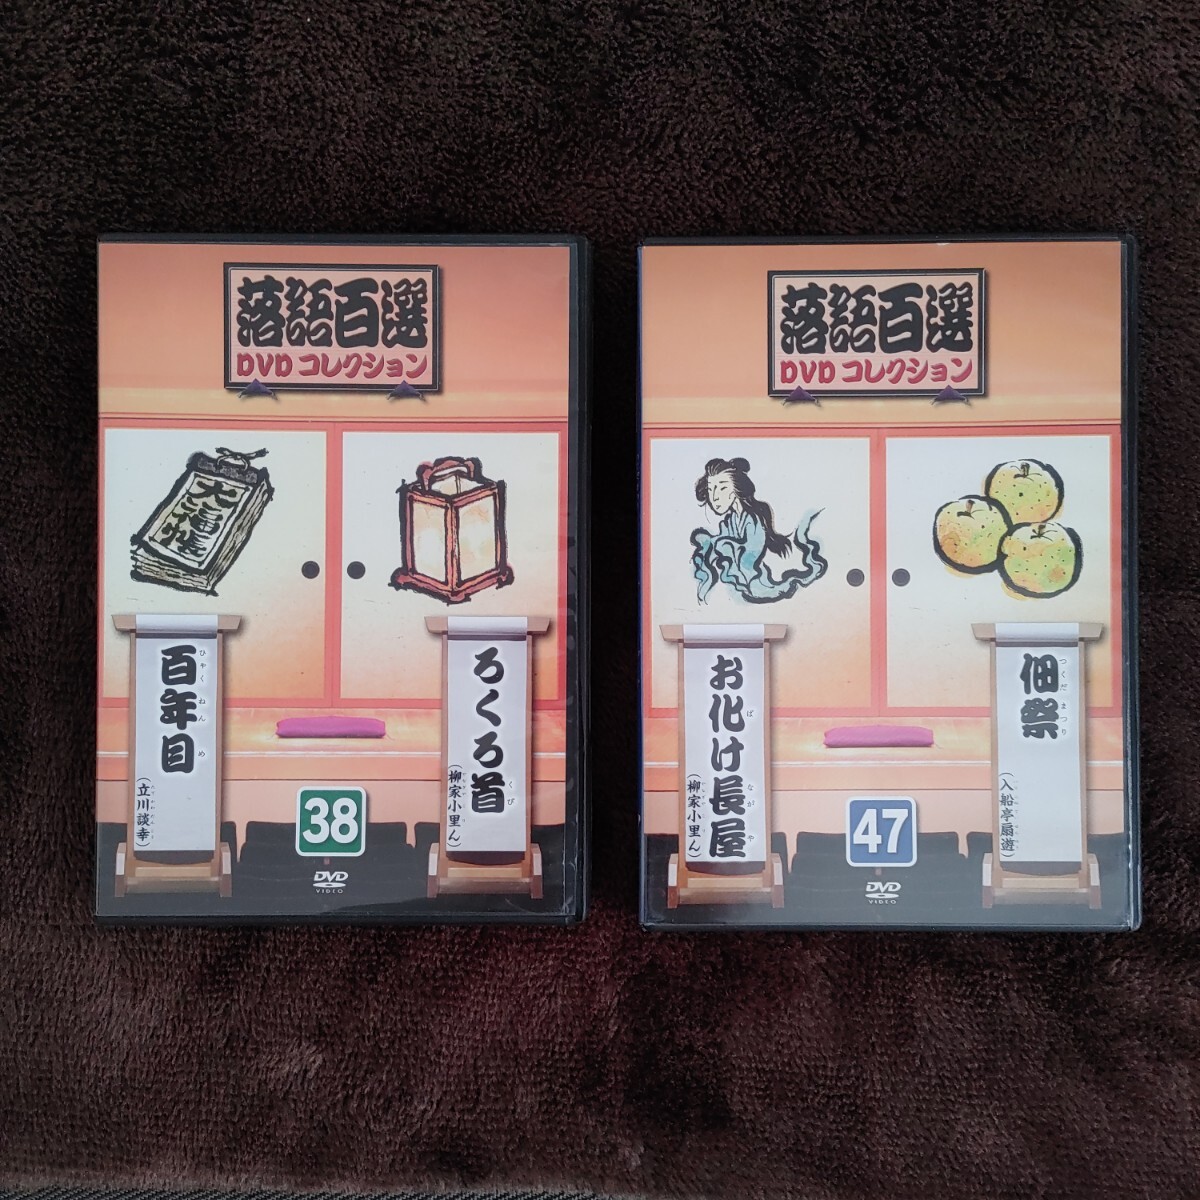 落語百選
DVDコレクション
大福帳
百年目
ひゃくねんめ
(立川談幸)
ろくろ首
くび
(柳家小里ん)
38
DVD
VIDEO
落語百選
DVDコレクション
お化け長屋
ばながや
(柳家小里ん)
佃祭
つくだまつり
(入船亭扇遊)
47
DVD
VIDEO